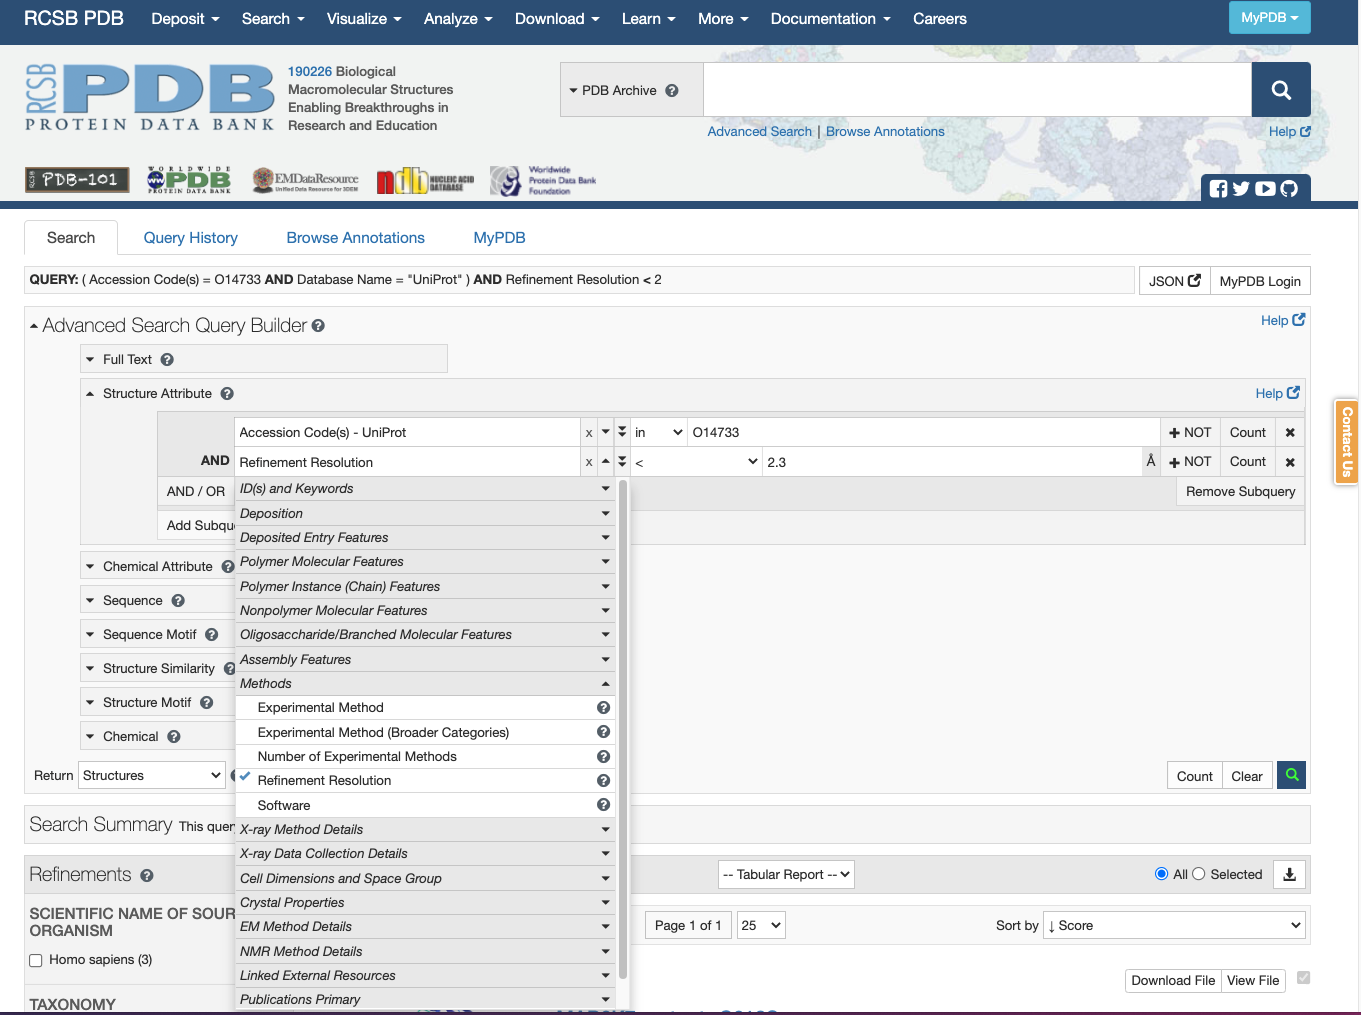 RCSB PDB Deposit Search Visualize Analyze Download Learn More Documentation Careers MyPDB
RCSB PDB
PROTEIN DATA BANK
190226 Biological
Macromolecular Structures
Enabling Breakthroughs in
Research and Education
PDB Archive
Advanced Search | Browse Annotations Help
PDB-101
WORLDWIDE
PDB
PROTEIN DATA BANK
EMDataResource
Unified Data Resource for 3DEM
ndb NUCLEIC ACID
DATABASE
Worldwide
Protein Data Bank
Foundation
Search Query History Browse Annotations MyPDB
QUERY: ( Accession Code(s) = O14733 AND Database Name = "UniProt" ) AND Refinement Resolution < 2 JSON MyPDB Login
Advanced Search Query Builder Help
Full Text
Structure Attribute Help
Accession Code(s) - UniProt x in O14733 NOT Count
AND Refinement Resolution x < 2.3 Å NOT Count
AND / OR Remove Subquery
Add Subqu
ID(s) and Keywords
Deposition
Deposited Entry Features
Polymer Molecular Features
Polymer Instance (Chain) Features
Nonpolymer Molecular Features
Oligosaccharide/Branched Molecular Features
Assembly Features
Methods
Experimental Method
Experimental Method (Broader Categories)
Number of Experimental Methods
Refinement Resolution
Software
X-ray Method Details
X-ray Data Collection Details
Cell Dimensions and Space Group
Crystal Properties
EM Method Details
NMR Method Details
Linked External Resources
Publications Primary
Chemical Attribute
Sequence
Sequence Motif
Structure Similarity
Structure Motif
Chemical
Return Structures Count Clear
Search Summary This query
Refinements -- Tabular Report -- All Selected
SCIENTIFIC NAME OF SOUR
ORGANISM
Page 1 of 1 25 Sort by ↓ Score
Homo sapiens (3)
Download File View File
TAXONOMY
Contact Us